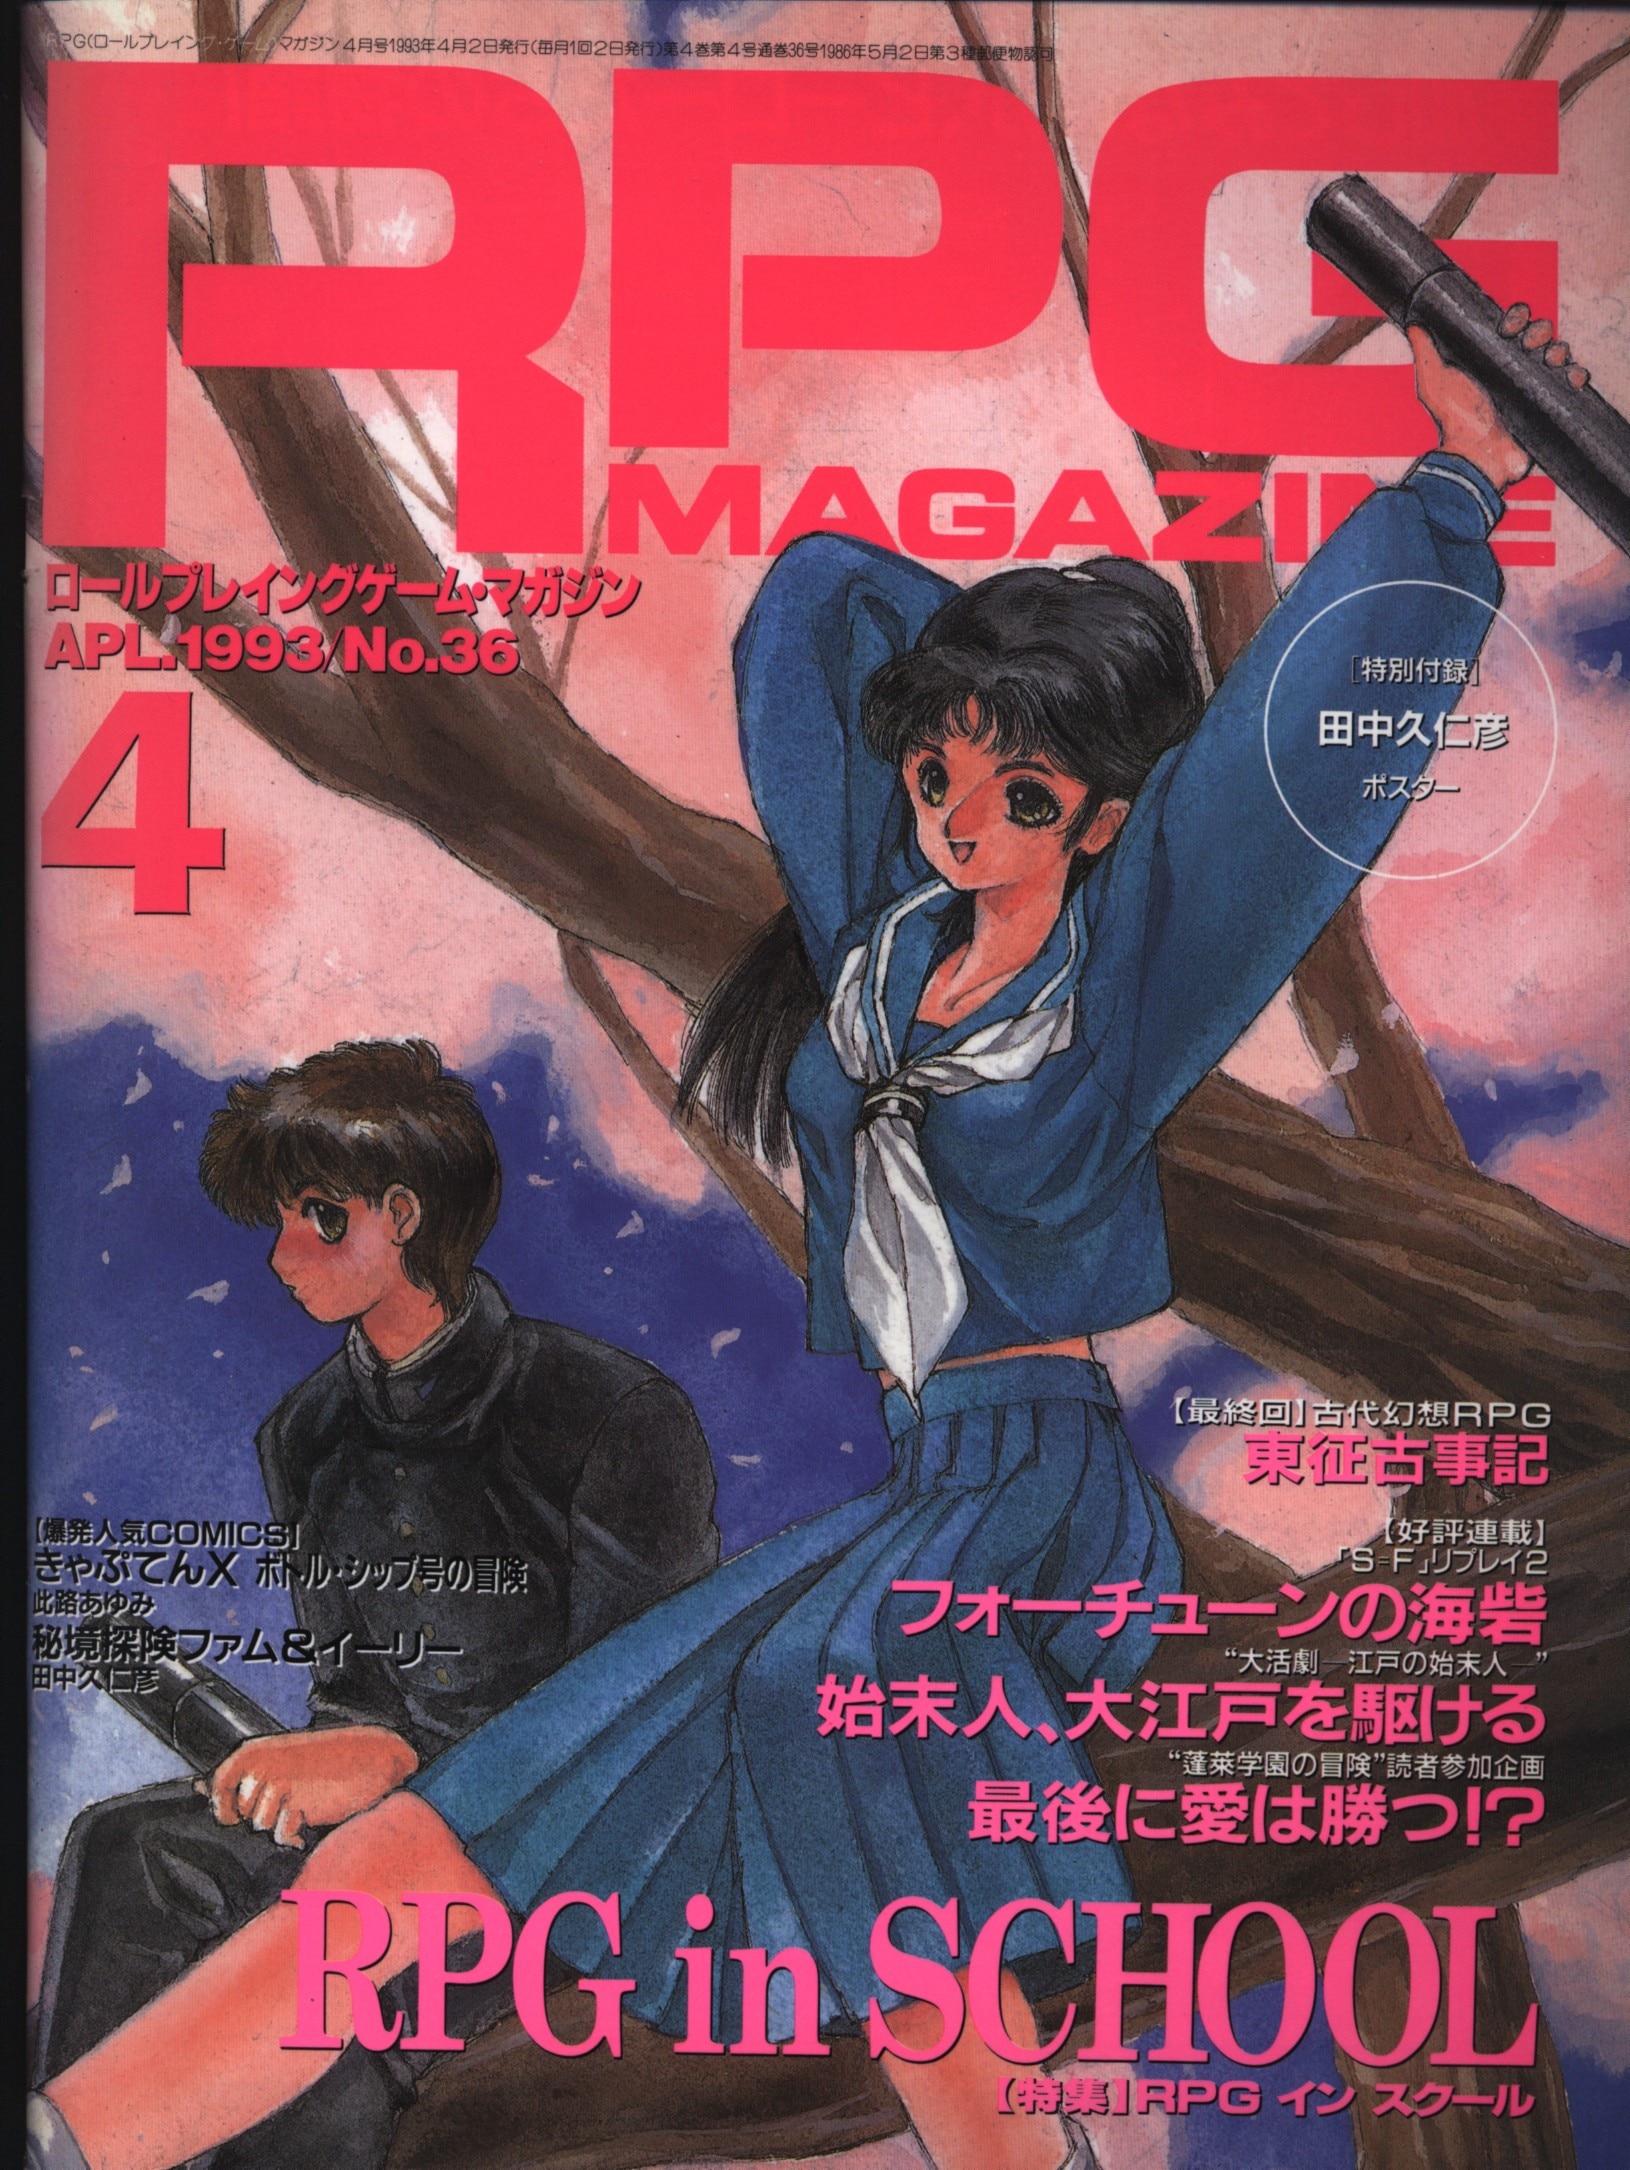 RPG(ロールプレイング・ゲーム)マガジン4月号1993年4月2日発行(毎月1回2日発行)第4巻第4号通巻36号1986年5月2日第3種郵便物認可
RPG
MAGAZINE
ロールプレイングゲーム・マガジン
APL.1993/No.36
4
[特別付録]
田中久仁彦
ポスター
【最終回】古代幻想RPG
東征古事記
【好評連載】
「S=F」リプレイ2
フォーチューンの海砦
“大活劇—江戸の始末人—”
始末人、大江戸を駆ける
“蓬莱学園の冒険”読者参加企画
最後に愛は勝つ!?
【爆発人気COMICS】
きゃぷてんX ボトル・シップ号の冒険
此路あゆみ
秘境探険ファム&イーリー
田中久仁彦
RPG in SCHOOL
【特集】RPG イン スクール